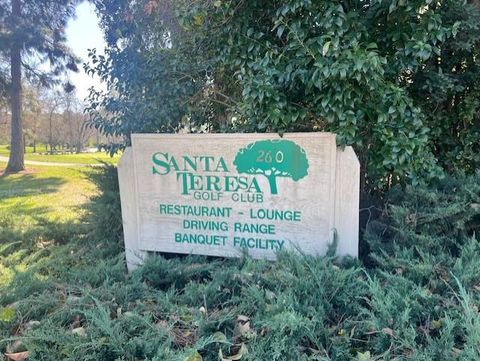 SANTA
260
TERESA
GOLF CLUB
RESTAURANT - LOUNGE
DRIVING RANGE
BANQUET FACILITY